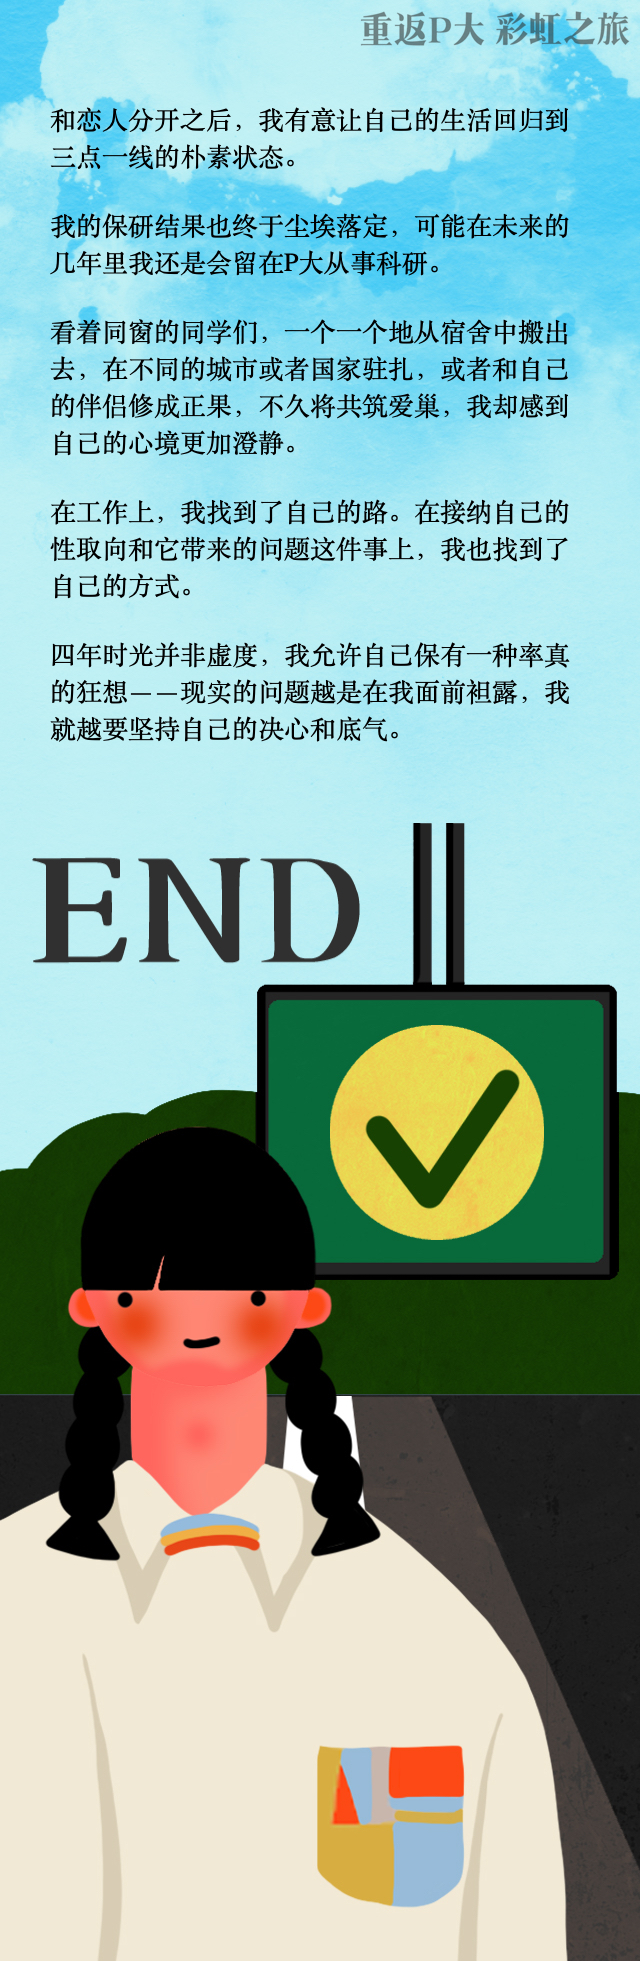 重返P大 彩虹之旅
和恋人分开之后，我有意让自己的生活回归到
三点一线的朴素状态。
我的保研结果也终于尘埃落定，可能在未来的
几年里我还是会留在P大从事科研。
看着同窗的同学们，一个一个地从宿舍中搬出
去，在不同的城市或者国家驻扎，或者和自己
的伴侣修成正果，不久将共筑爱巢，我却感到
自己的心境更加澄静。
在工作上，我找到了自己的路。在接纳自己的
性取向和它带来的问题这件事上，我也找到了
自己的方式。
四年时光并非虚度，我允许自己保有一种率真
的狂想——现实的问题越是在我面前袒露，我
就越要坚持自己的决心和底气。
END